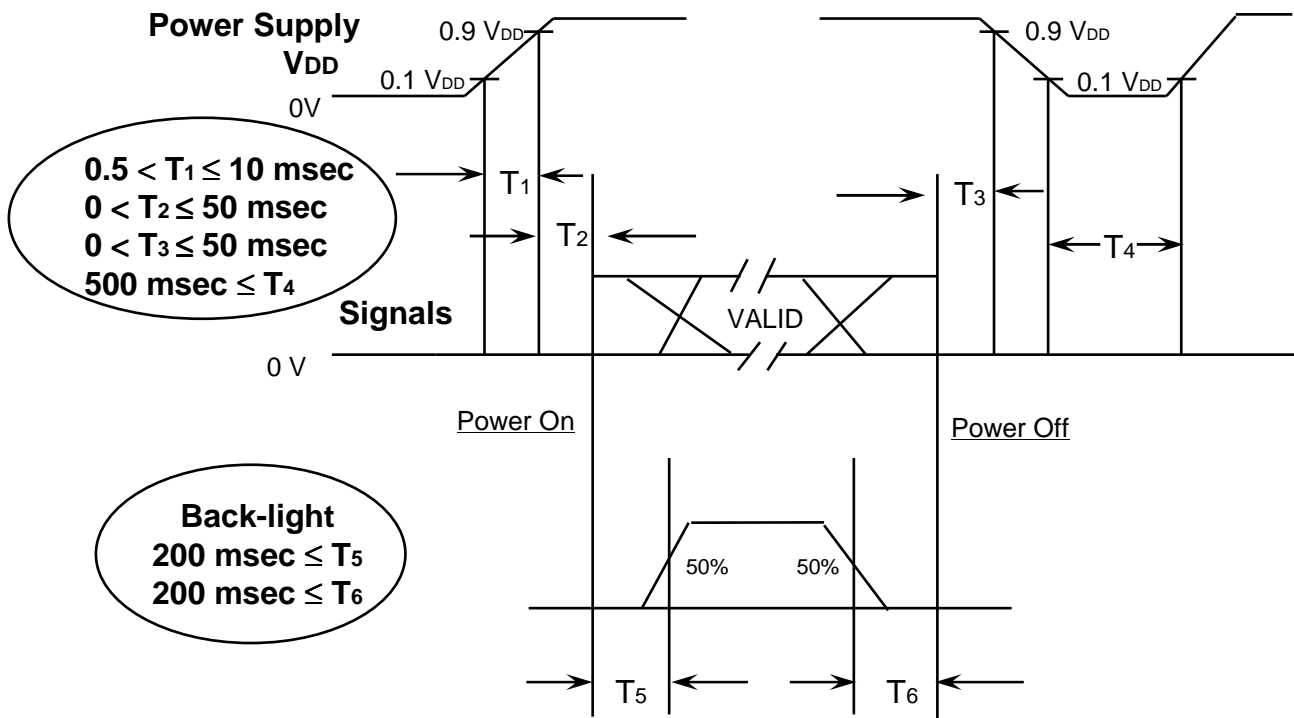 Power Supply
VDD
0.9 VDD
0.1 VDD
0V
0.9 VDD
0.1 VDD
0.5 < T1 ≤ 10 msec
0 < T2 ≤ 50 msec
0 < T3 ≤ 50 msec
500 msec ≤ T4
T1
T2
T3
T4
Signals
VALID
0 V
Power On
Power Off
Back-light
200 msec ≤ T5
200 msec ≤ T6
50%
50%
T5
T6